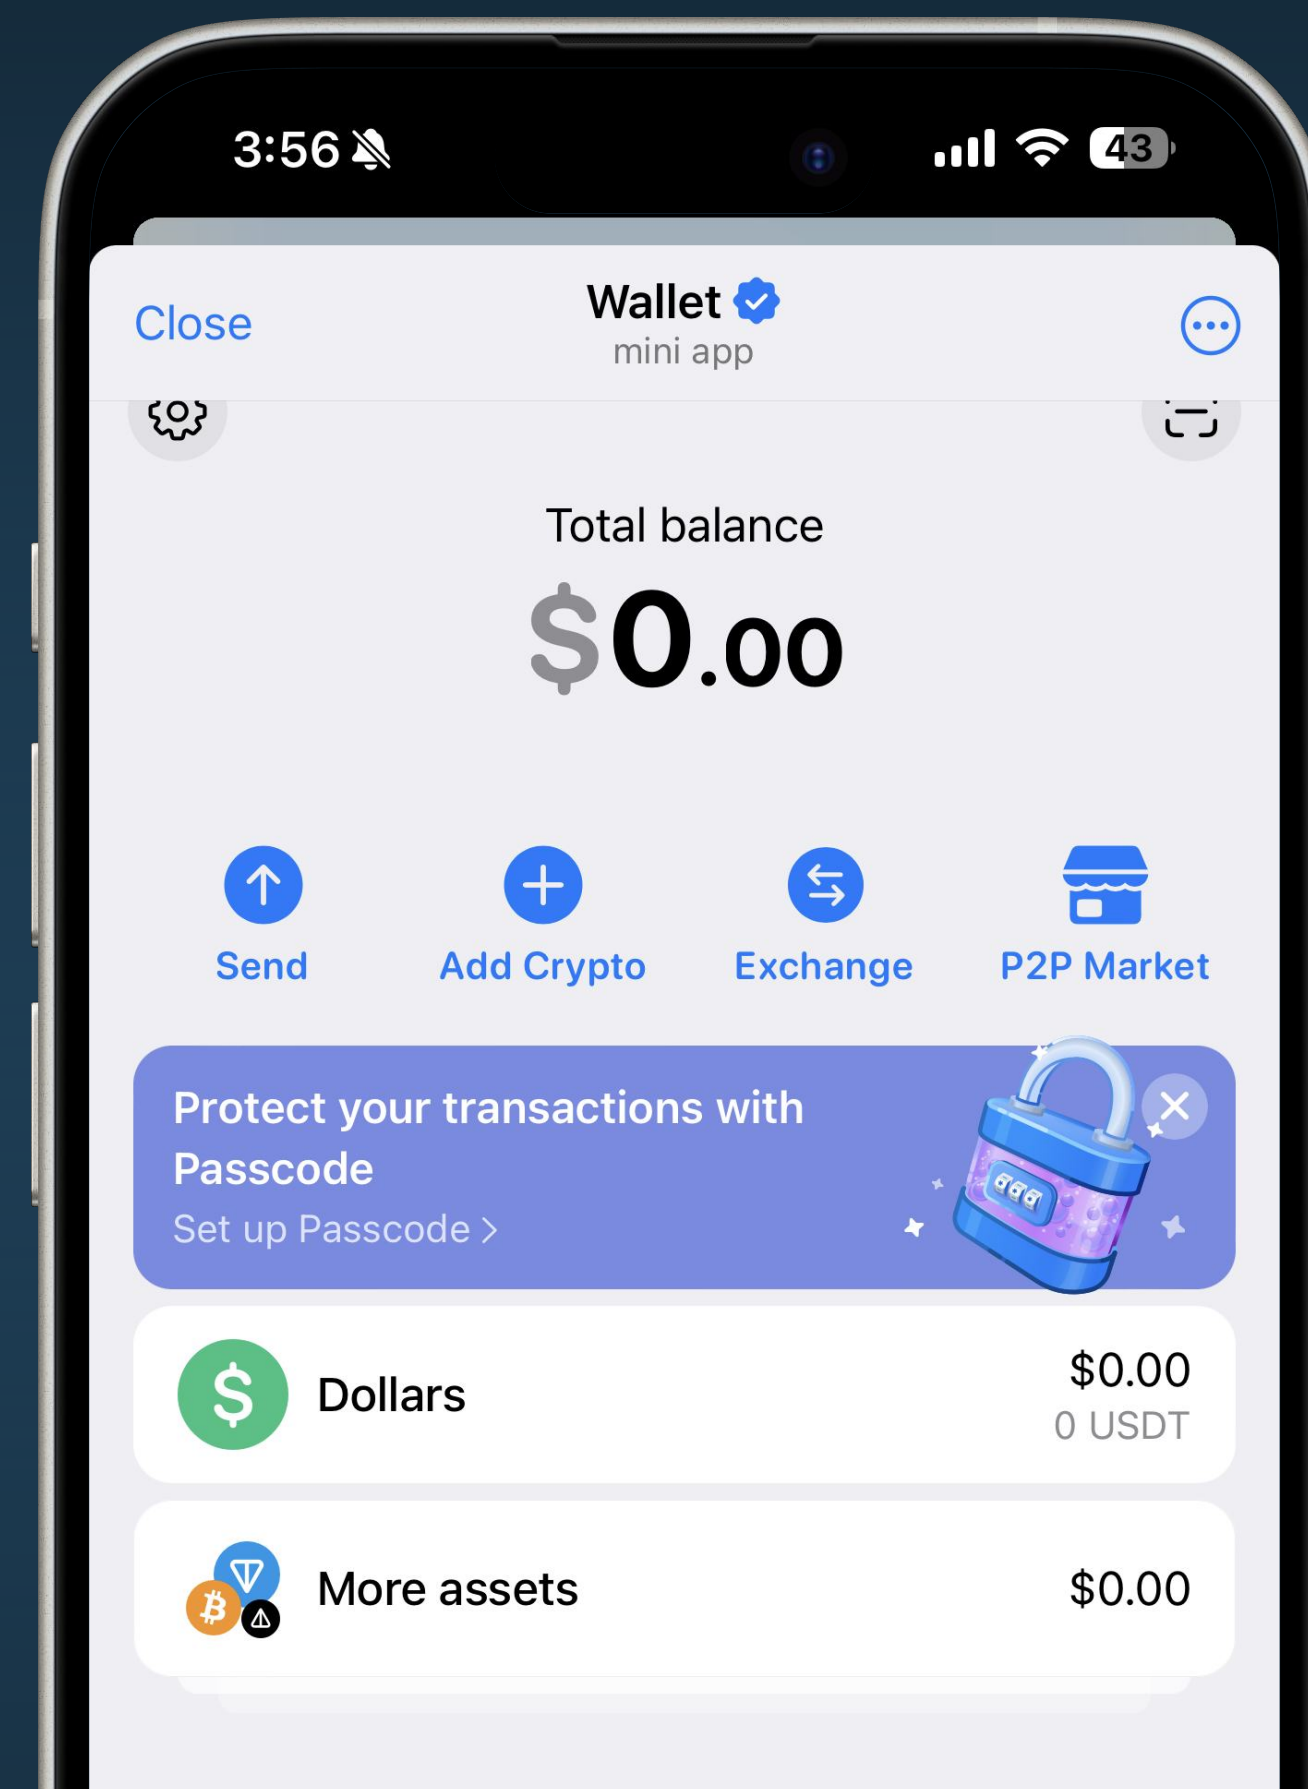 3:56
43
Close
Wallet
mini app
Total balance
$0.00
Send
Add Crypto
Exchange
P2P Market
Protect your transactions with
Passcode
Set up Passcode >
Dollars
$0.00
0 USDT
More assets
$0.00